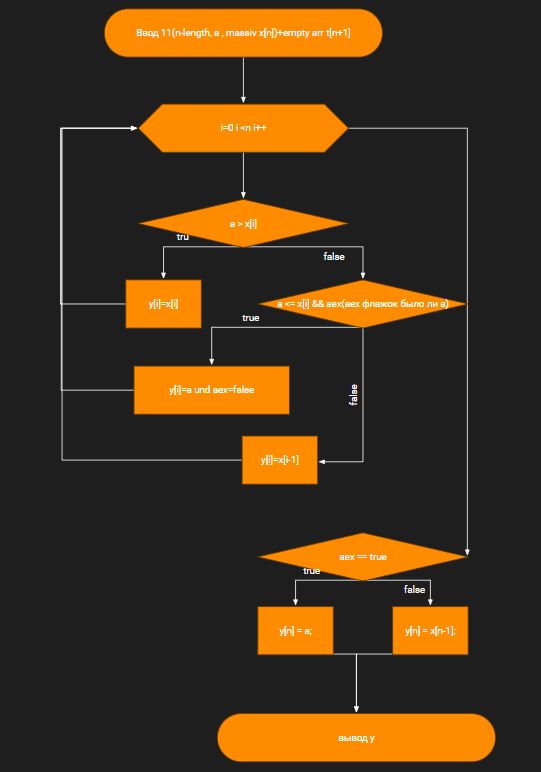 Ввод 11(n-length, a , massiv x[n])+empty arr t[n+1]
i=0 i <n i++
a > x[i]
tru
false
y[i]=x[i]
a <= x[i] && aex(aex флажок было ли а)
true
y[i]=a und aex=false
false
y[i]=x[i-1]
aex == true
true
false
y[n] = a;
y[n] = x[n-1];
вывод y